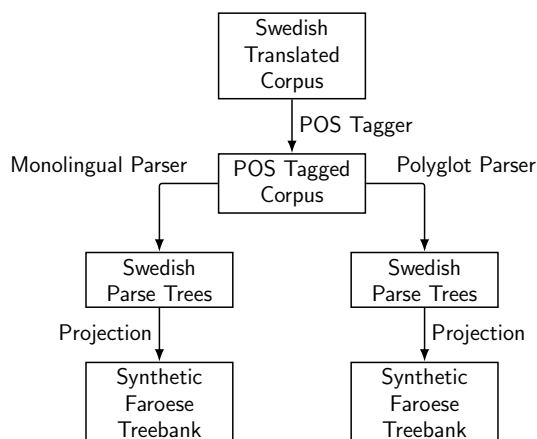 Swedish
Translated
Corpus
POS Tagger
Monolingual Parser
POS Tagged
Corpus
Polyglot Parser
Swedish
Parse Trees
Swedish
Parse Trees
Projection
Projection
Synthetic
Faroese
Treebank
Synthetic
Faroese
Treebank